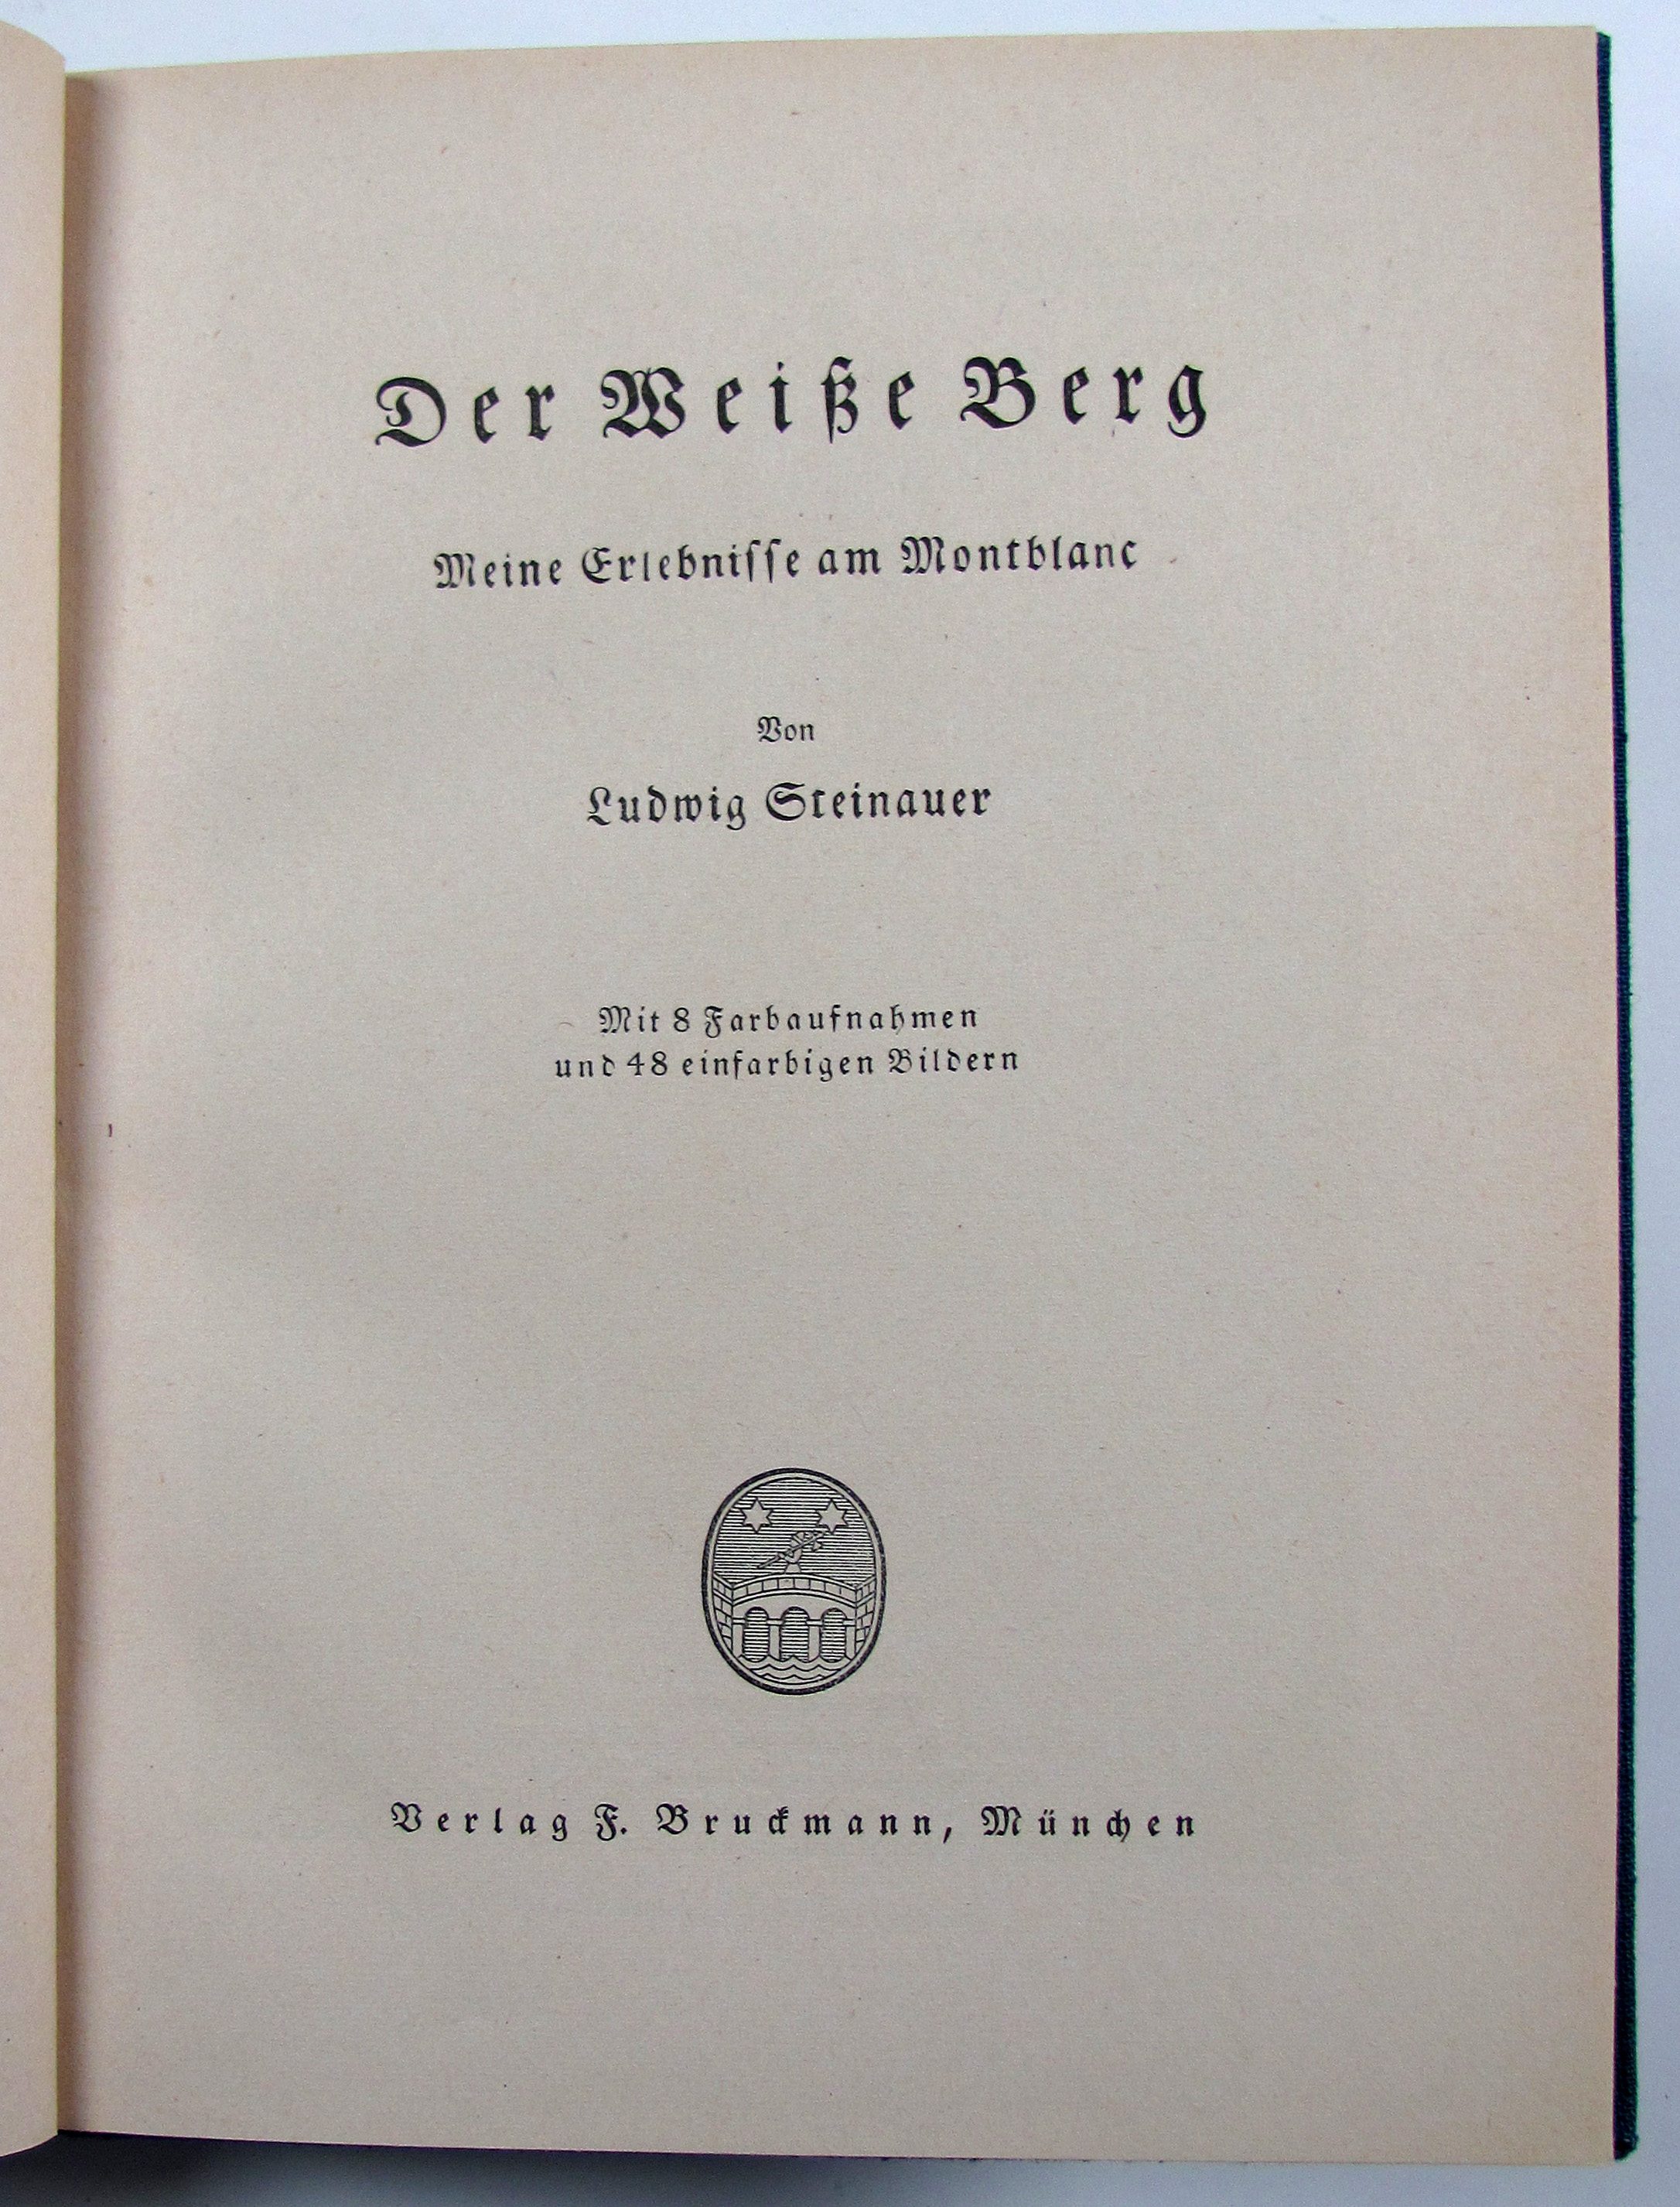 Der Weiße Berg
Meine Erlebnisse am Montblanc
Von
Ludwig Steinauer
Mit 8 Farbaufnahmen
und 48 einfarbigen Bildern
Verlag F. Bruckmann, München